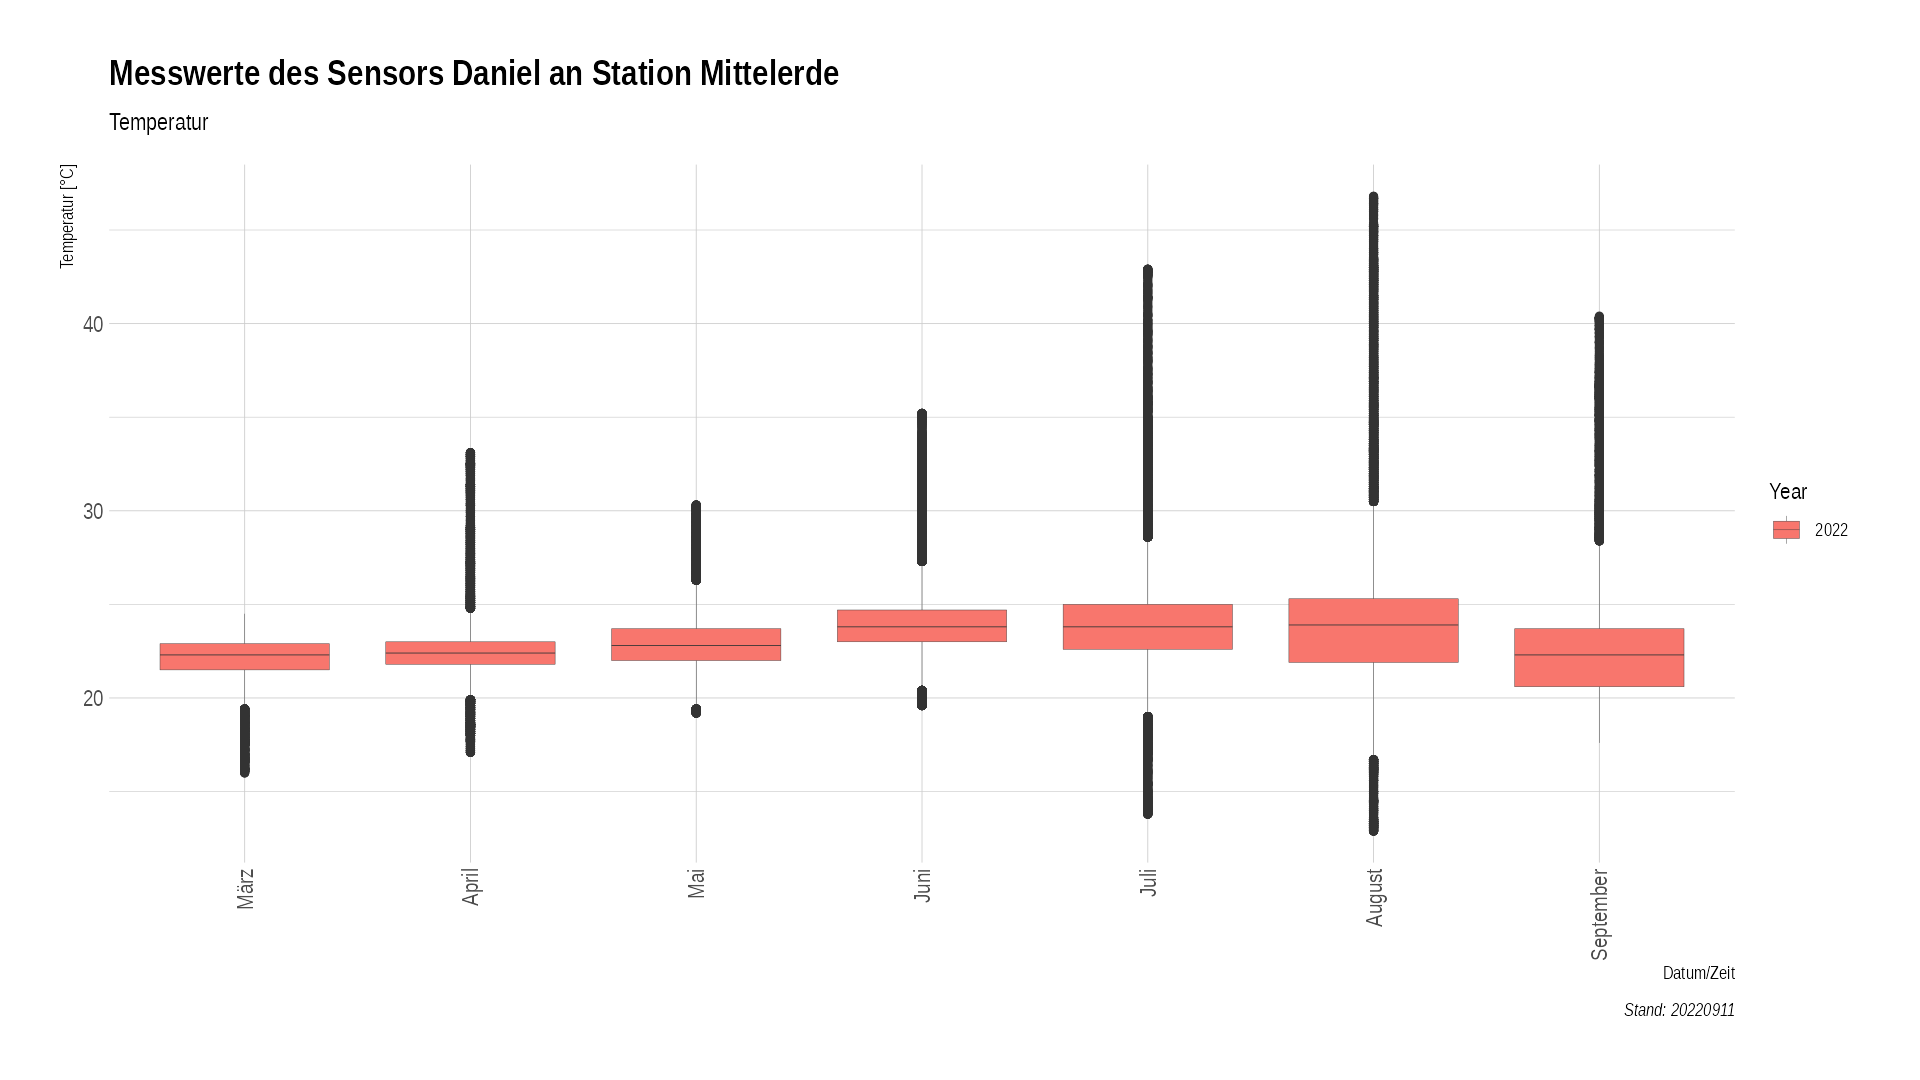 Messwerte des Sensors Daniel an Station Mittelerde
Temperatur
Temperatur [°C]
40
30
20
März
April
Mai
Juni
Juli
August
September
Datum/Zeit
Stand: 20220911
Year
2022